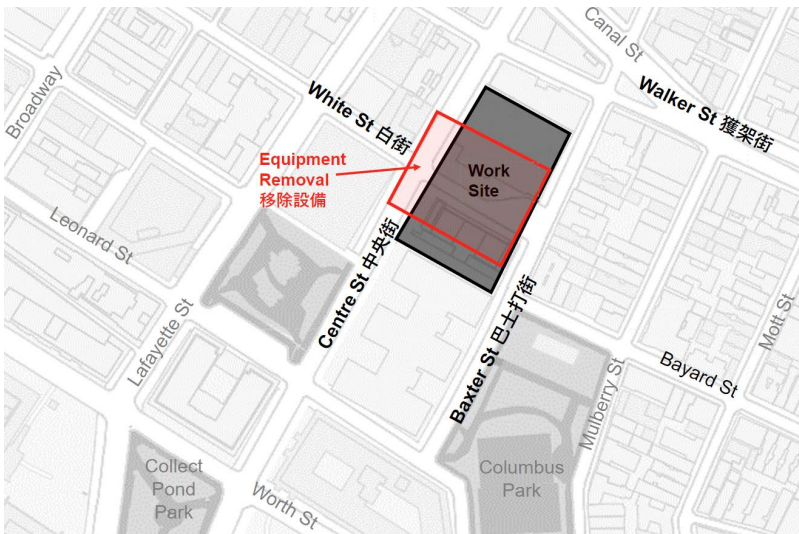 Canal St
Broadway
White St 白街
Walker St 獲架街
Equipment
Removal
移除設備
Work
Site
Leonard St
Centre St 中央街
Lafayette St
Baxter St 巴士打街
Mott St
Bayard St
Mulberry St
Collect
Pond
Park
Columbus
Park
Worth St